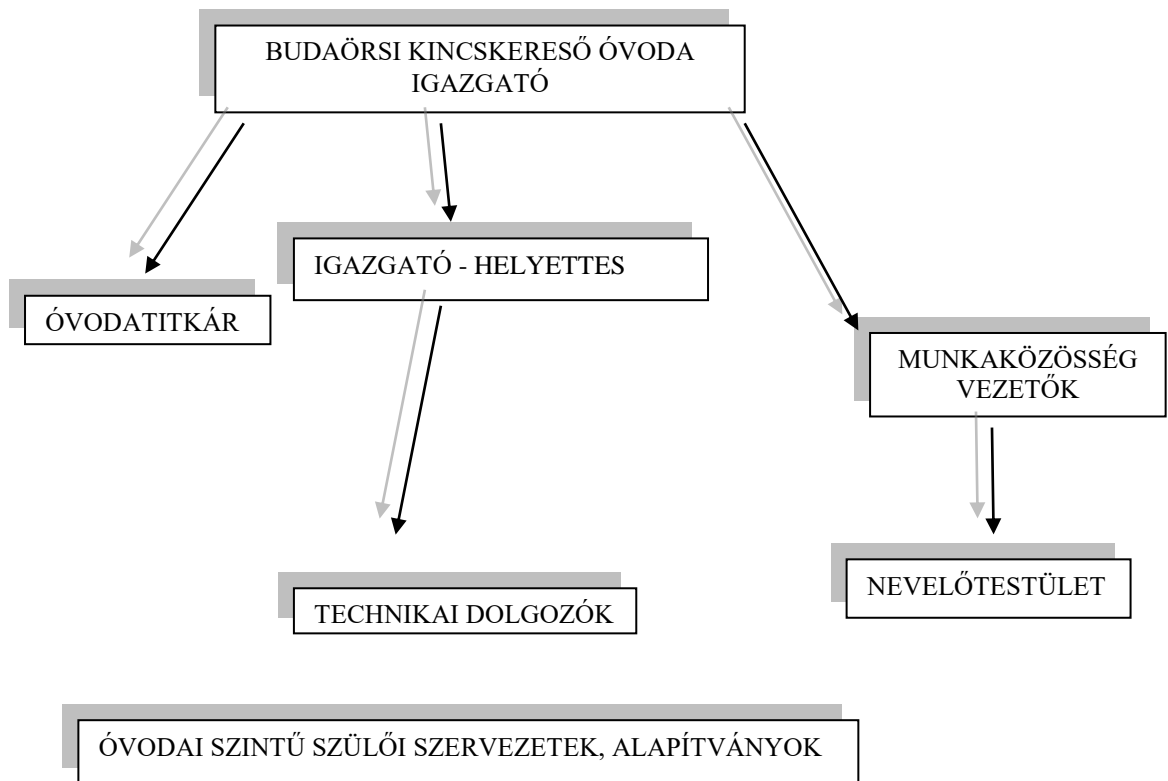 BUDAÖRSI KINCSKERESŐ ÓVODA
IGAZGATÓ
IGAZGATÓ - HELYETTES
ÓVODATITKÁR
MUNKAKÖZÖSSÉG
VEZETŐK
NEVELŐTESTÜLET
TECHNIKAI DOLGOZÓK
ÓVODAI SZINTŰ SZÜLŐI SZERVEZETEK, ALAPÍTVÁNYOK